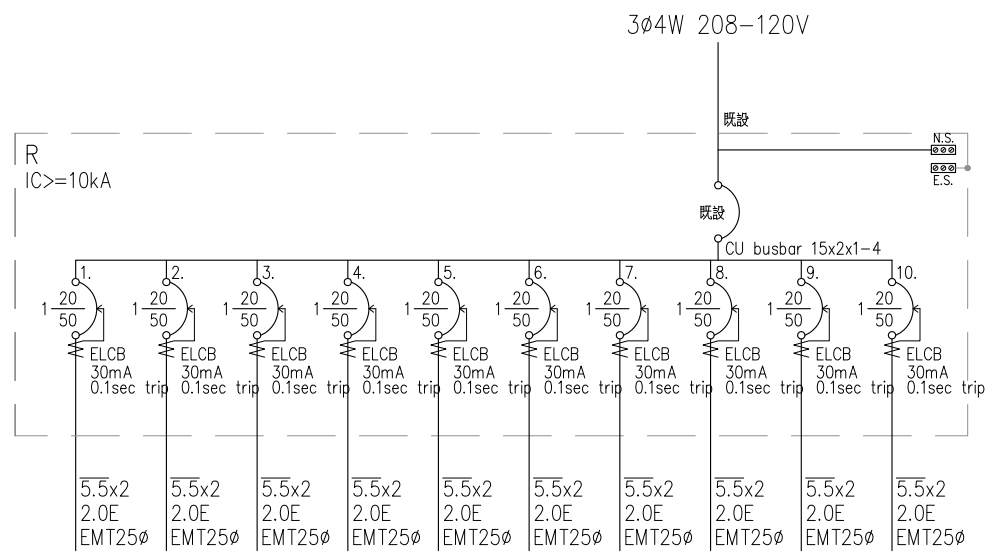 3ø4W 208-120V
既設
N.S.
R
IC>=10kA
E.S.
既設
CU busbar 15x2x1-4
1. 2. 3. 4. 5. 6. 7. 8. 9. 10.
20 20 20 20 20 20 20 20 20 20
1 1 1 1 1 1 1 1 1 1
50 50 50 50 50 50 50 50 50 50
ELCB ELCB ELCB ELCB ELCB ELCB ELCB ELCB ELCB ELCB
30mA 30mA 30mA 30mA 30mA 30mA 30mA 30mA 30mA 30mA
0.1sec trip 0.1sec trip 0.1sec trip 0.1sec trip 0.1sec trip 0.1sec trip 0.1sec trip 0.1sec trip 0.1sec trip 0.1sec trip
5.5x2 5.5x2 5.5x2 5.5x2 5.5x2 5.5x2 5.5x2 5.5x2 5.5x2 5.5x2
2.0E 2.0E 2.0E 2.0E 2.0E 2.0E 2.0E 2.0E 2.0E 2.0E
EMT25ø EMT25ø EMT25ø EMT25ø EMT25ø EMT25ø EMT25ø EMT25ø EMT25ø EMT25ø